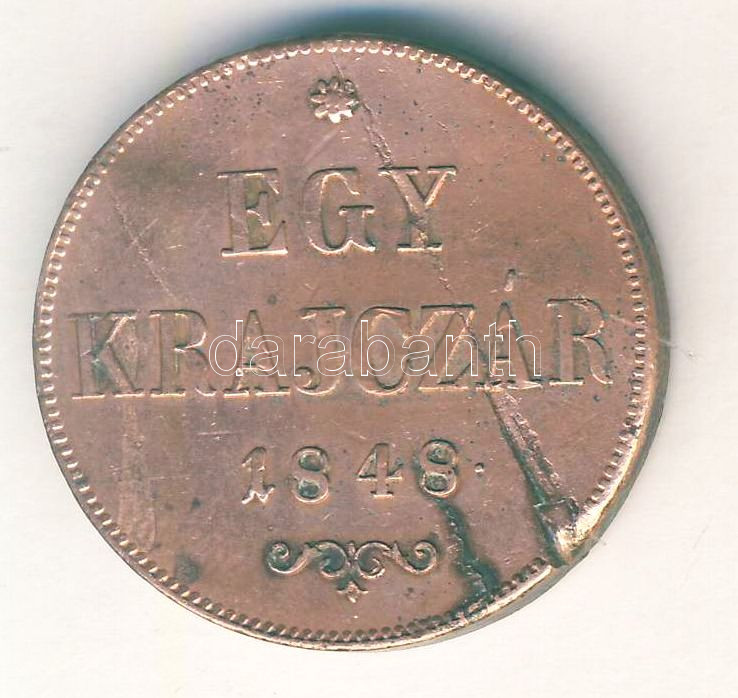 EGY
KRAJCZÁR
darabanth
1848.